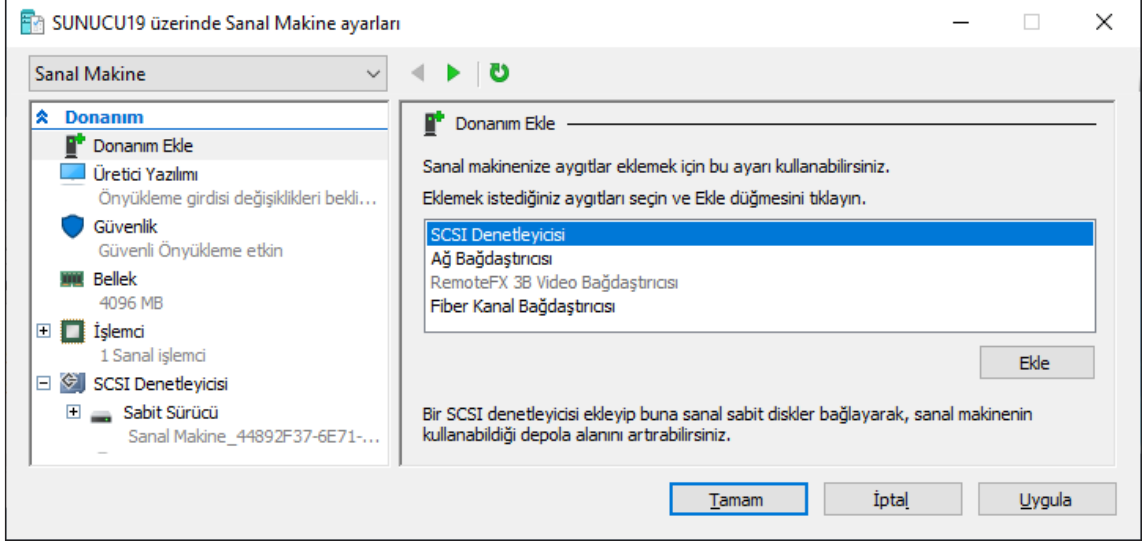 SUNUCU19 üzerinde Sanal Makine ayarları
Sanal Makine
Donanım
Donanım Ekle
Üretici Yazılımı
Önyükleme girdisi değişiklikleri bekli...
Güvenlik
Güvenli Önyükleme etkin
Bellek
4096 MB
İşlemci
1 Sanal işlemci
SCSI Denetleyicisi
Sabit Sürücü
Sanal Makine_44892F37-6E71-...
Donanım Ekle
Sanal makinenize aygıtlar eklemek için bu ayarı kullanabilirsiniz.
Eklemek istediğiniz aygıtları seçin ve Ekle düğmesini tıklayın.
SCSI Denetleyicisi
Ağ Bağdaştırıcısı
RemoteFX 3B Video Bağdaştırıcısı
Fiber Kanal Bağdaştırıcısı
Ekle
Bir SCSI denetleyicisi ekleyip buna sanal sabit diskler bağlayarak, sanal makinenin
kullanabildiği depola alanını artırabilirsiniz.
Tamam
İptal
Uygula